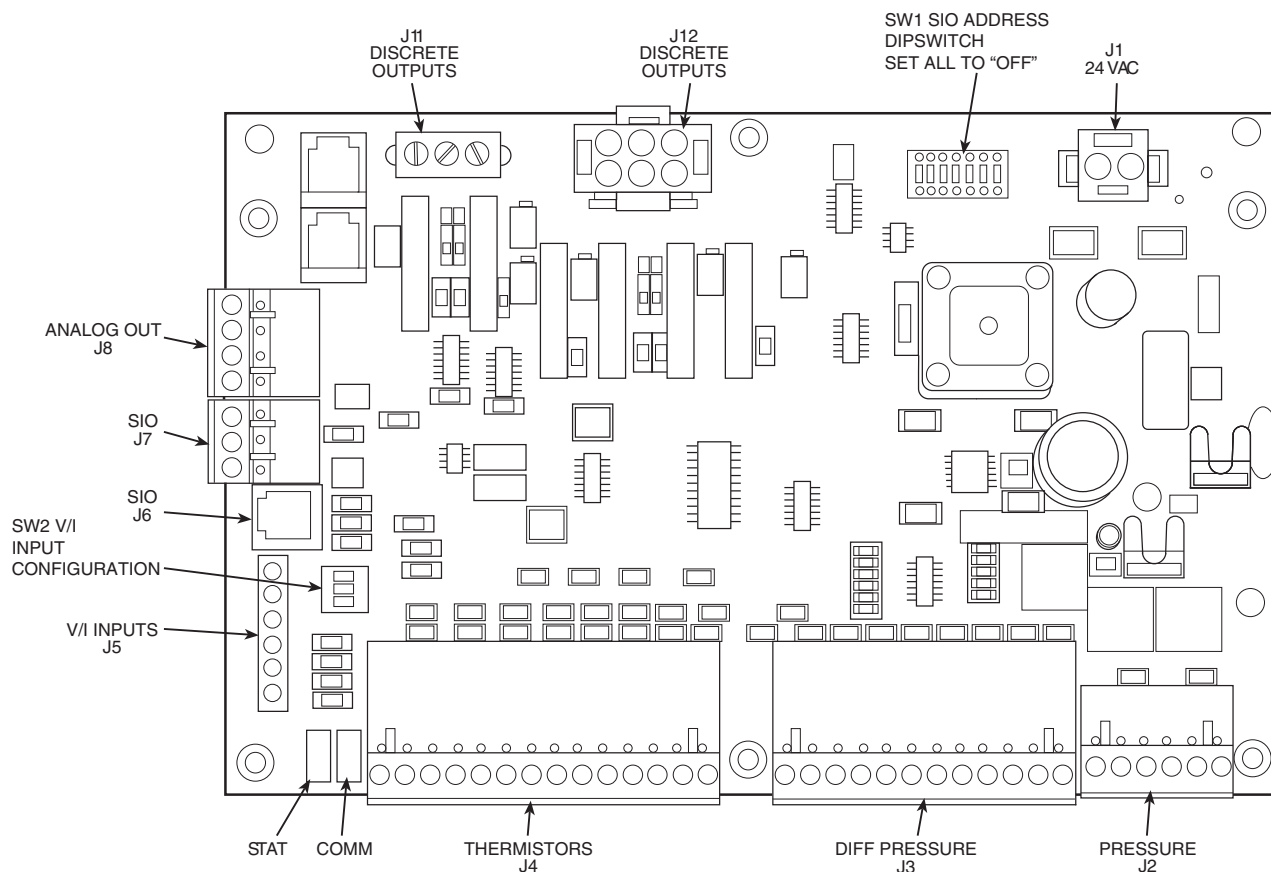 SW1 SIO ADDRESS
DIPSWITCH
SET ALL TO “OFF”
J11
DISCRETE
OUTPUTS
J12
DISCRETE
OUTPUTS
J1
24 VAC
ANALOG OUT
J8
SIO
J7
SIO
J6
SW2 V/I
INPUT
CONFIGURATION
V/I INPUTS
J5
STAT
COMM
THERMISTORS
J4
DIFF PRESSURE
J3
PRESSURE
J2